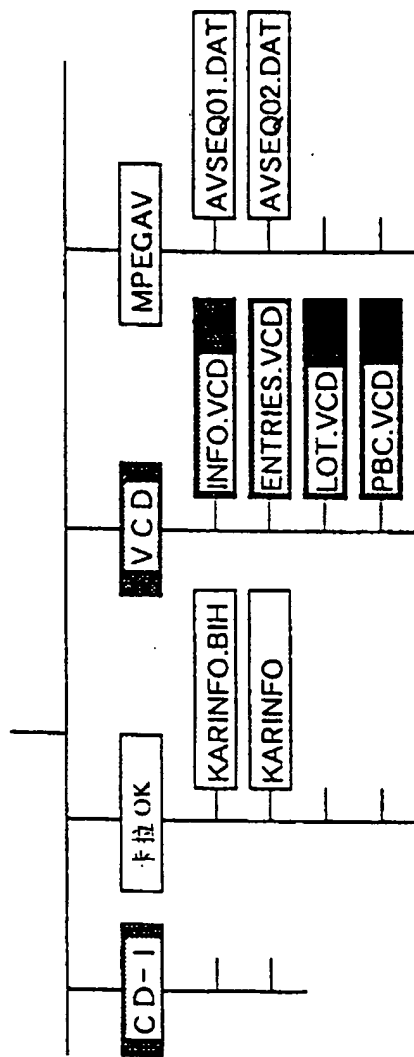 CD-I
卡拉OK
KARINFO.BIH
KARINFO
VCD
INFO.VCD
ENTRIES.VCD
LOT.VCD
PBC.VCD
MPEGAV
AVSEQ01.DAT
AVSEQ02.DAT